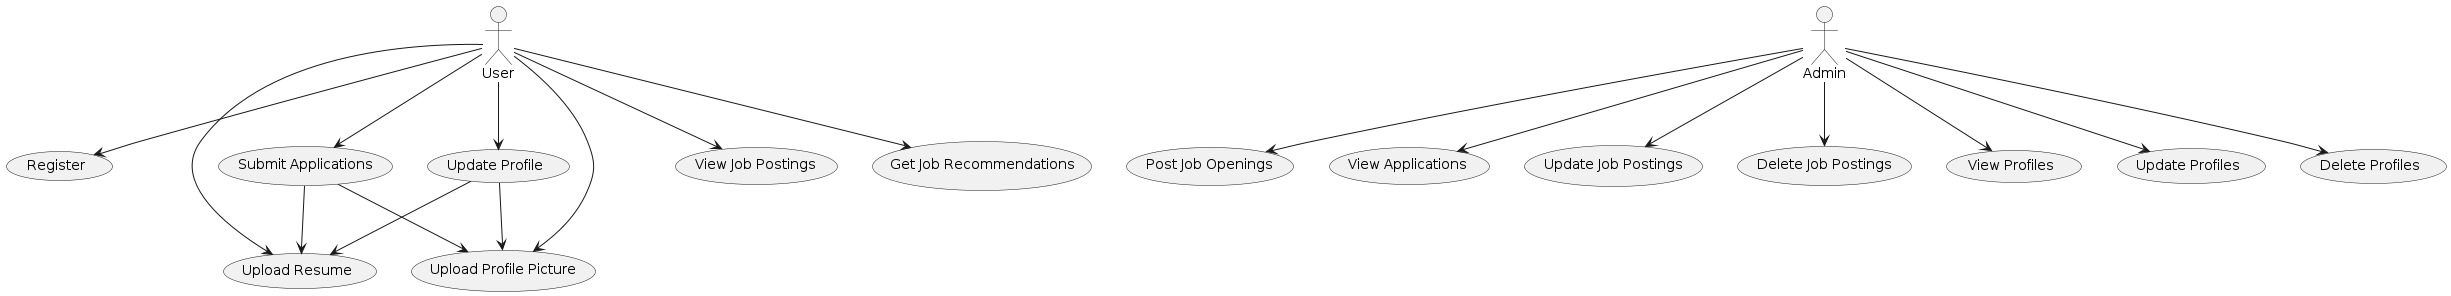 User
Admin
Register
Submit Applications
Update Profile
View Job Postings
Get Job Recommendations
Post Job Openings
View Applications
Update Job Postings
Delete Job Postings
View Profiles
Update Profiles
Delete Profiles
Upload Resume
Upload Profile Picture